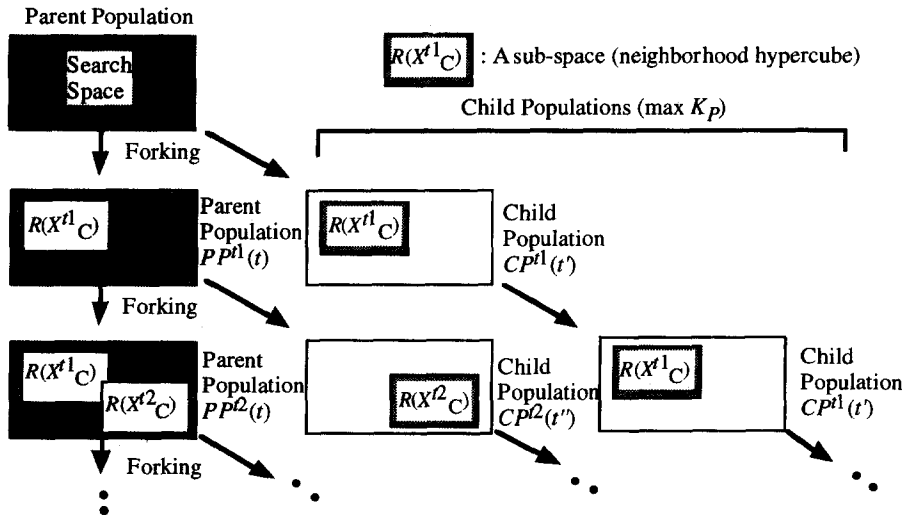 Parent Population
Search
Space
R(X^t1_C)
: A sub-space (neighborhood hypercube)
Child Populations (max K_P)
Forking
R(X^t1_C)
Parent
Population
PP^t1(t)
R(X^t1_C)
Child
Population
CP^t1(t')
Forking
R(X^t1_C)
R(X^t2_C)
Parent
Population
PP^t2(t)
R(X^t2_C)
Child
Population
CP^t2(t'')
R(X^t1_C)
Child
Population
CP^t1(t')
Forking